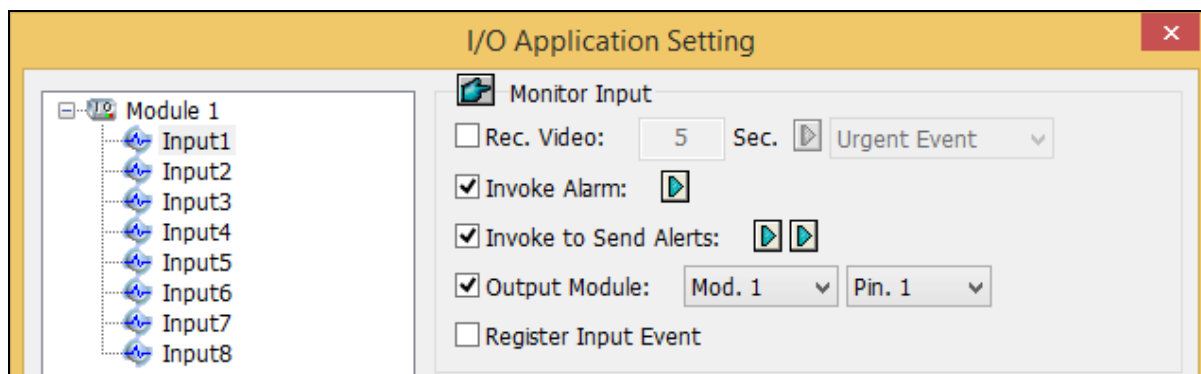 I/O Application Setting
Module 1
Input1
Input2
Input3
Input4
Input5
Input6
Input7
Input8
Monitor Input
Rec. Video: 5 Sec. Urgent Event
Invoke Alarm:
Invoke to Send Alerts:
Output Module: Mod. 1 Pin. 1
Register Input Event